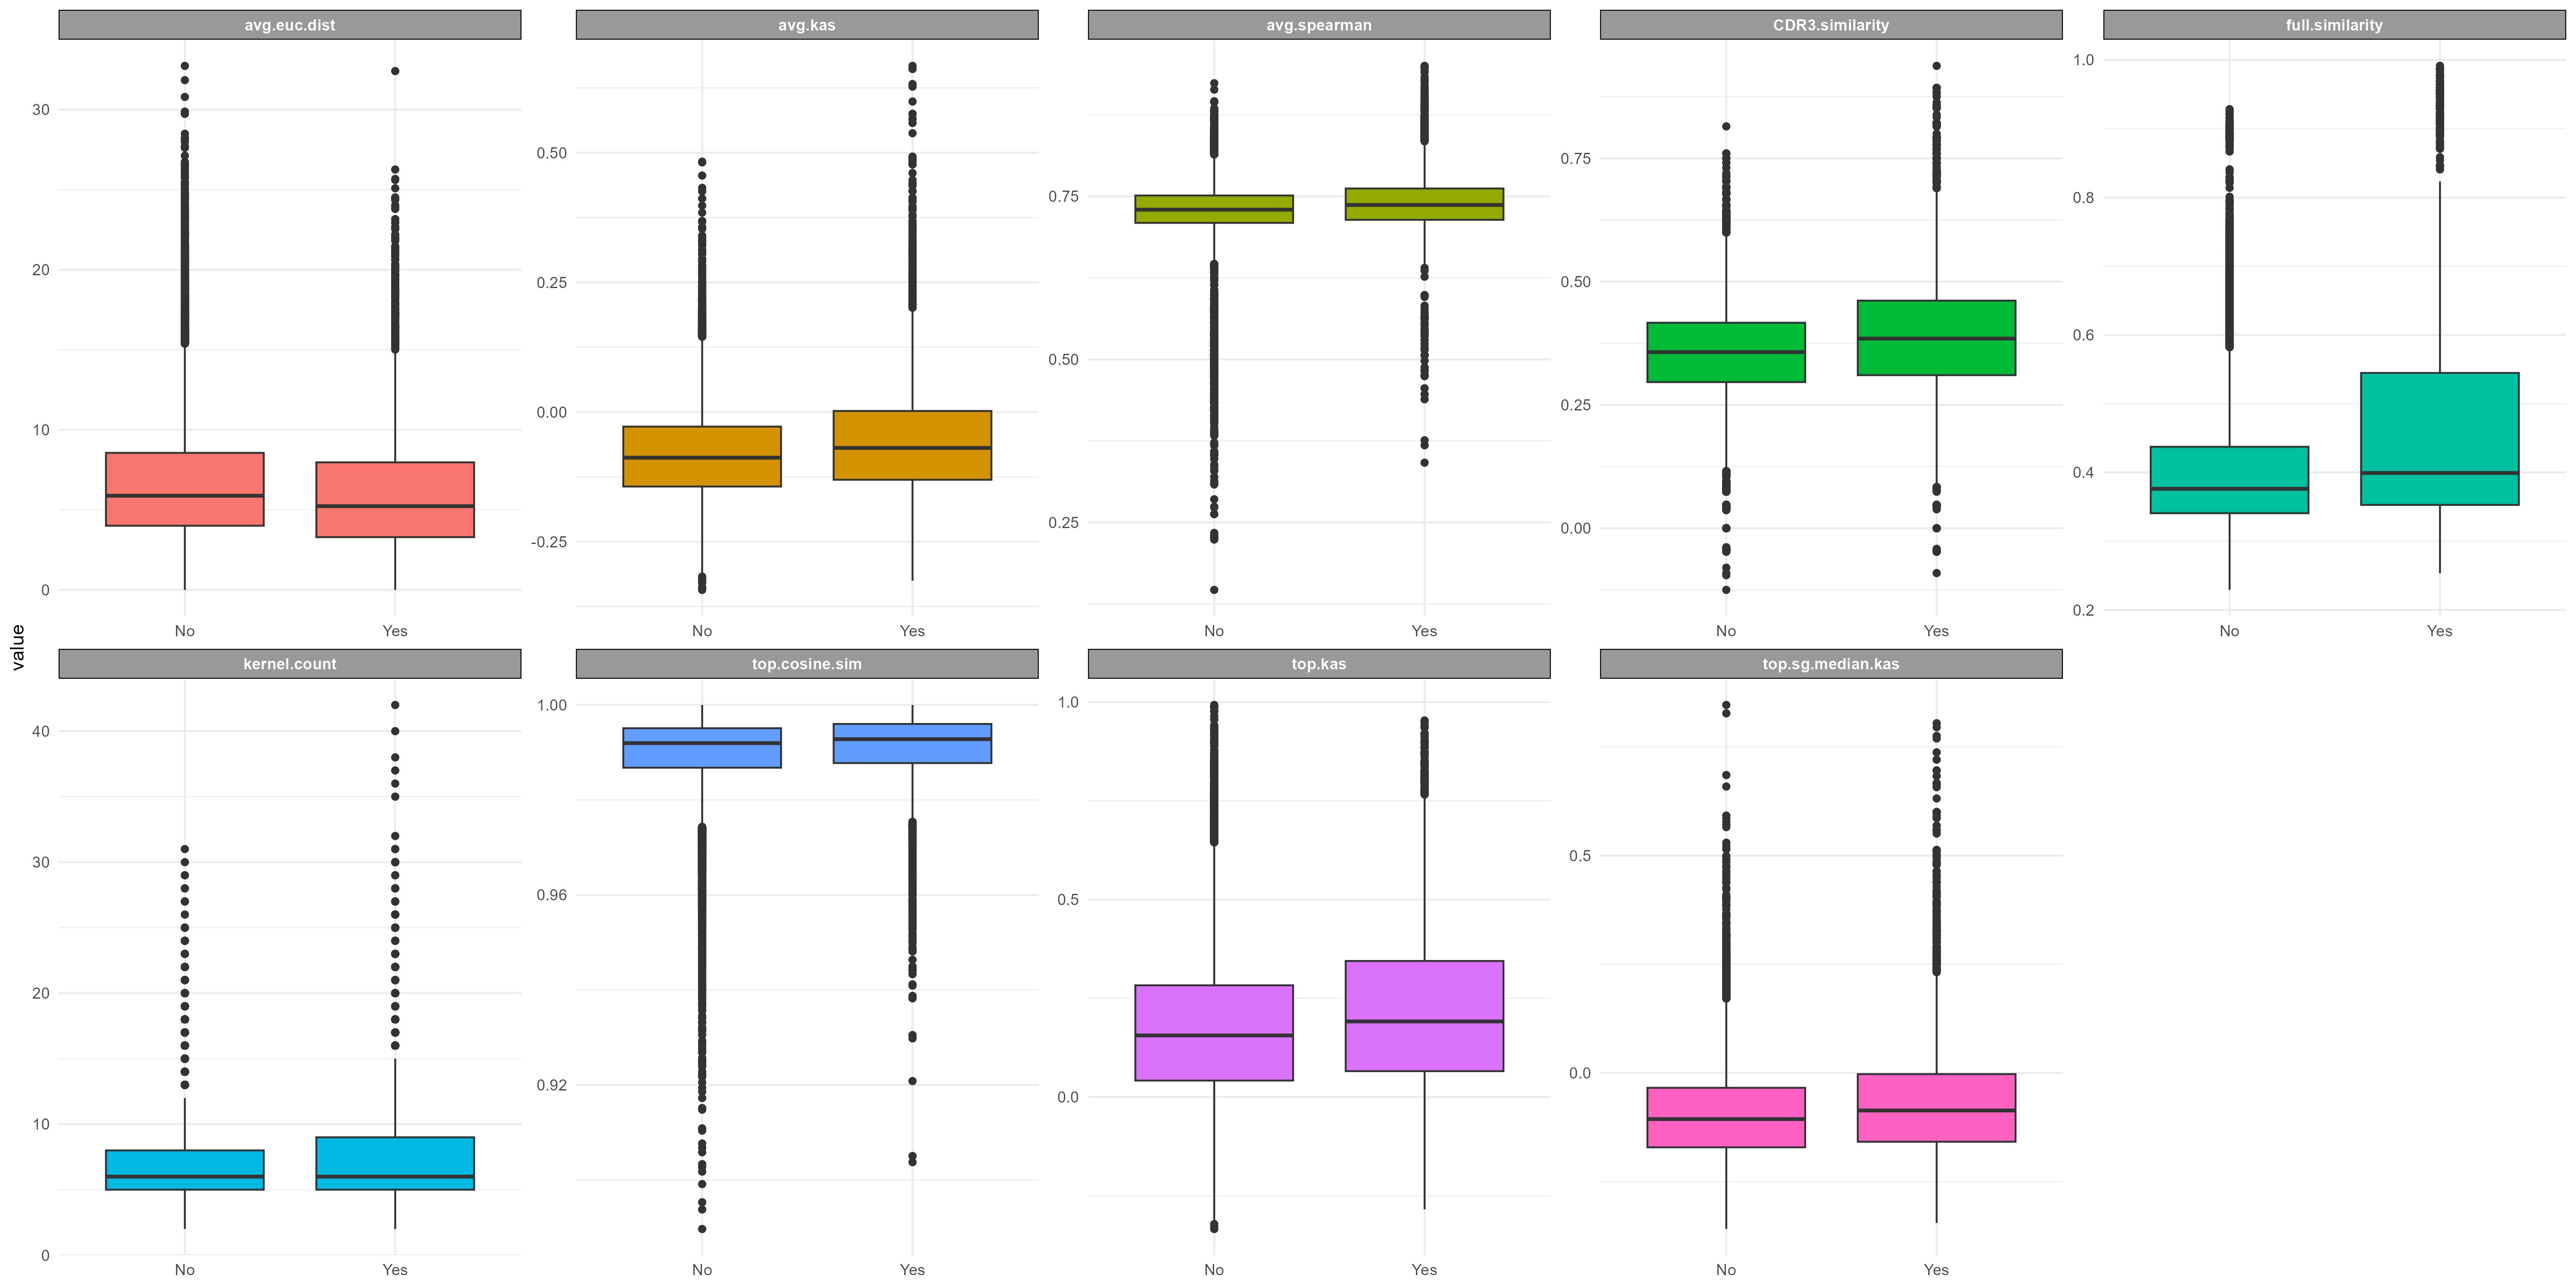 avg.euc.dist
avg.kas
avg.spearman
CDR3.similarity
full.similarity
30
20
10
0
No
Yes
0.50
0.25
0.00
-0.25
No
Yes
0.75
0.50
0.25
No
Yes
0.75
0.50
0.25
0.00
No
Yes
1.0
0.8
0.6
0.4
0.2
No
Yes
value
kernel.count
top.cosine.sim
top.kas
top.sg.median.kas
40
30
20
10
0
No
Yes
1.00
0.96
0.92
No
Yes
1.0
0.5
0.0
No
Yes
0.5
0.0
No
Yes